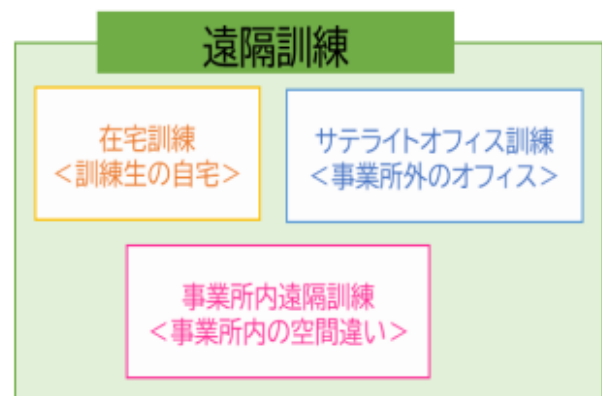 遠隔訓練
在宅訓練
＜訓練生の自宅＞
サテライトオフィス訓練
＜事業所外のオフィス＞
事業所内遠隔訓練
＜事業所内の空間違い＞